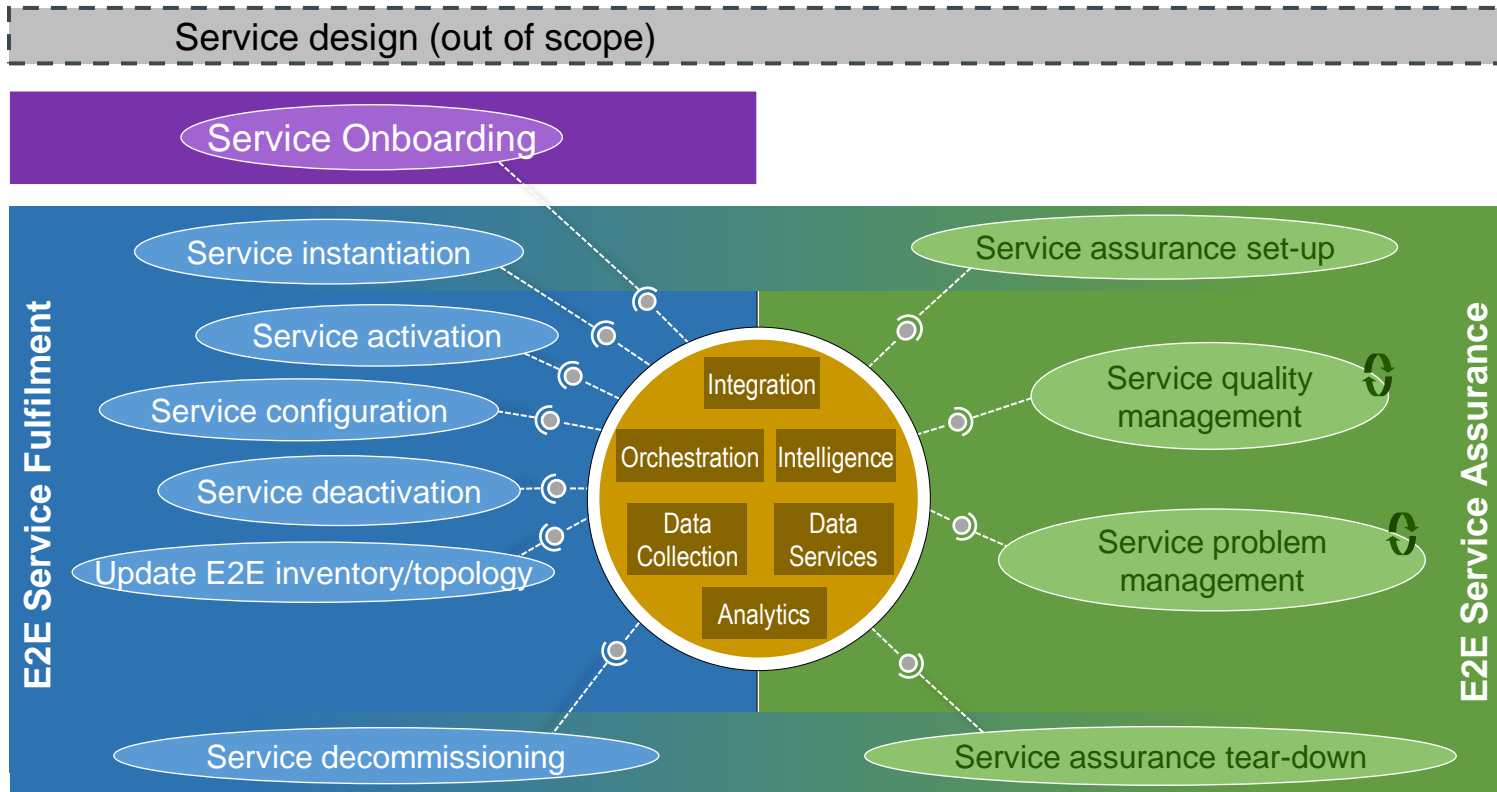 Service design (out of scope)
Service Onboarding
E2E Service Fulfilment
Service instantiation
Service activation
Service configuration
Service deactivation
Update E2E inventory/topology
Service decommissioning
Integration
Orchestration
Intelligence
Data
Collection
Data
Services
Analytics
Service assurance set-up
Service quality
management
Service problem
management
Service assurance tear-down
E2E Service Assurance